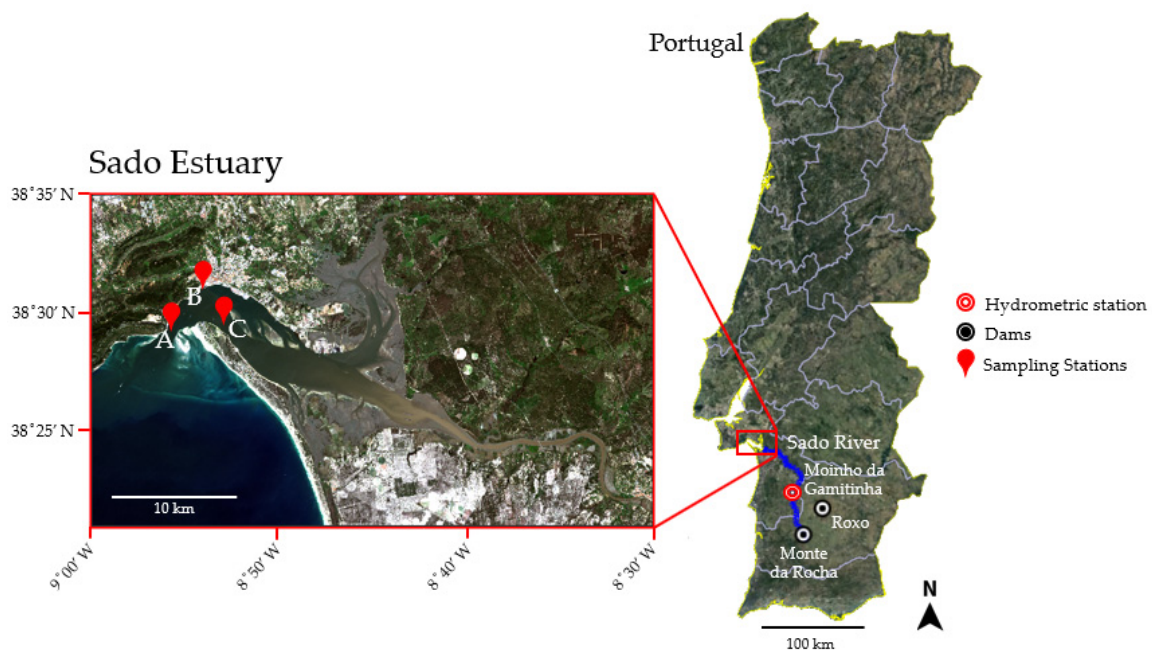 Portugal
Sado Estuary
38°35′ N
38°30′ N
38°25′ N
B
A
C
10 km
9°00′ W
8°50′ W
8°40′ W
8°30′ W
Hydrometric station
Dams
Sampling Stations
Sado River
Moinho da
Gamitinha
Roxo
Monte
da Rocha
N
100 km